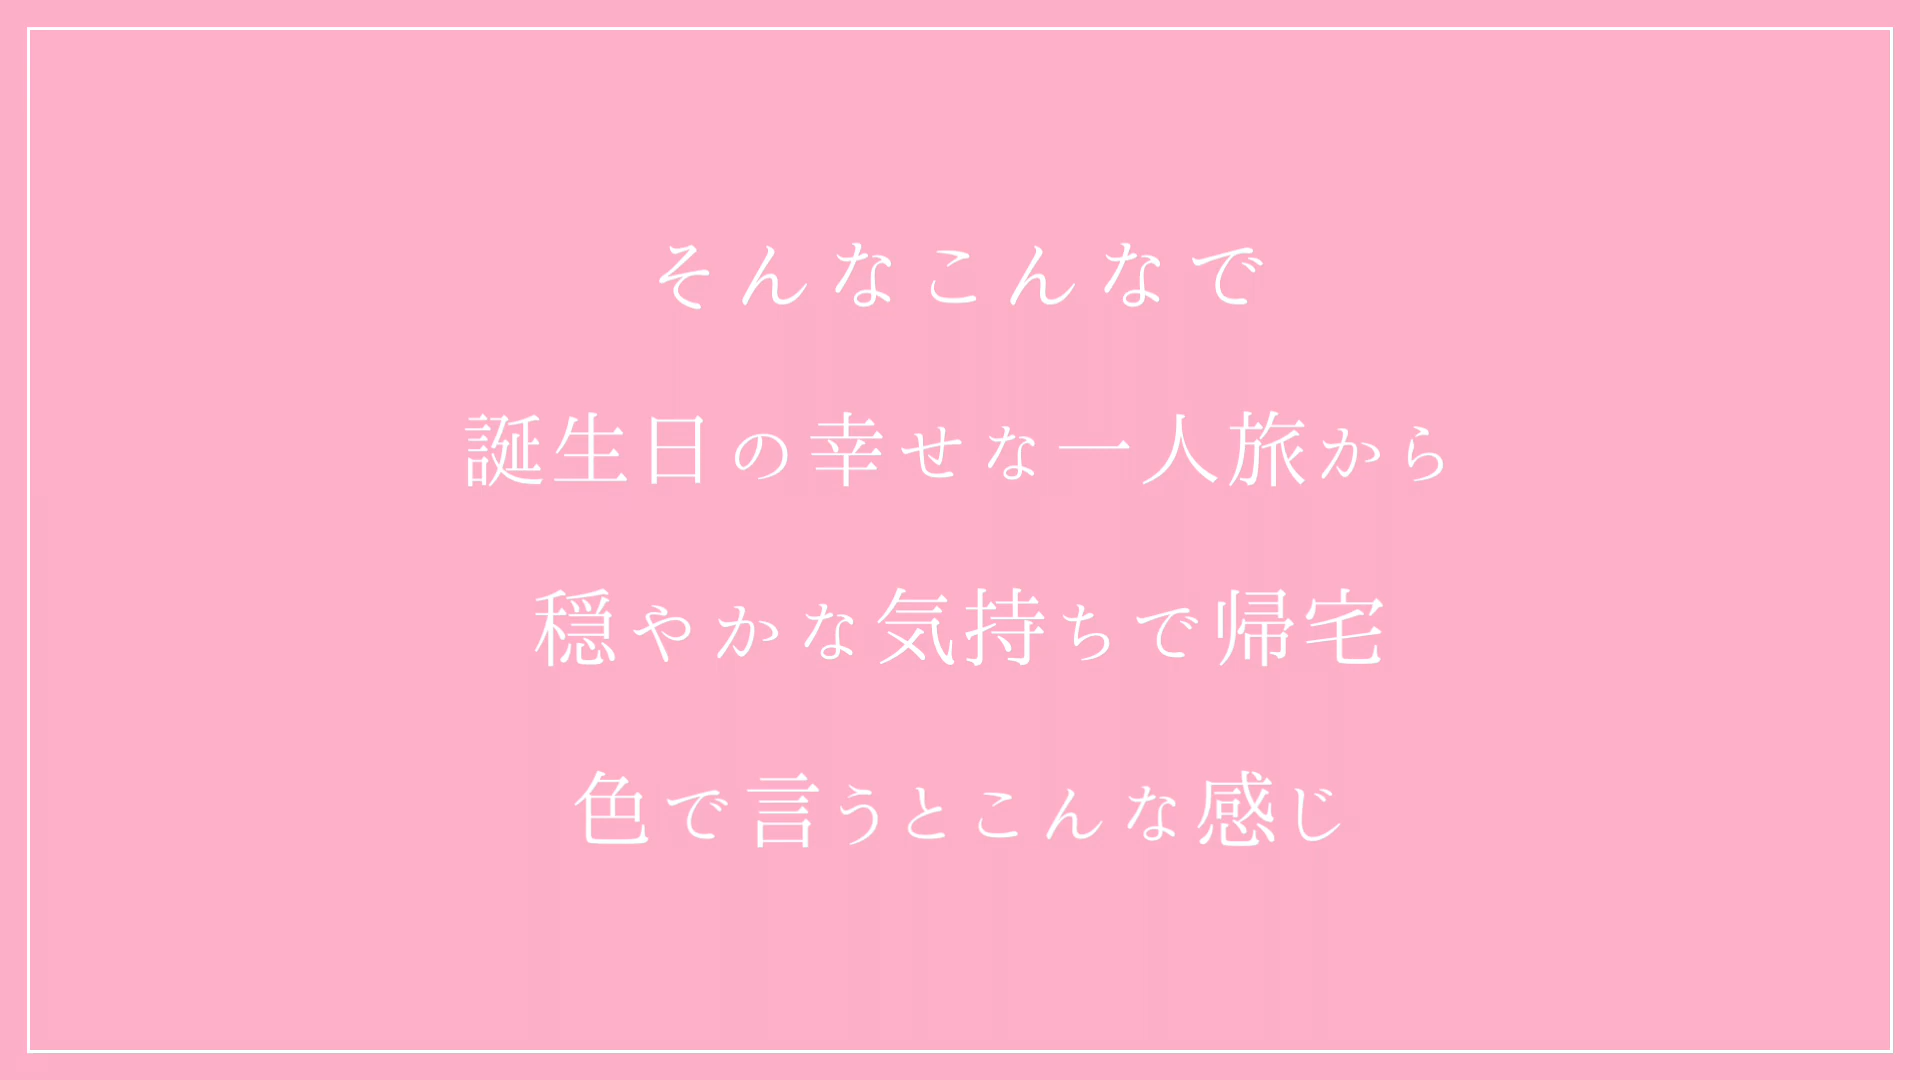 そんなこんなで
誕生日の幸せな一人旅から
穏やかな気持ちで帰宅
色で言うとこんな感じ